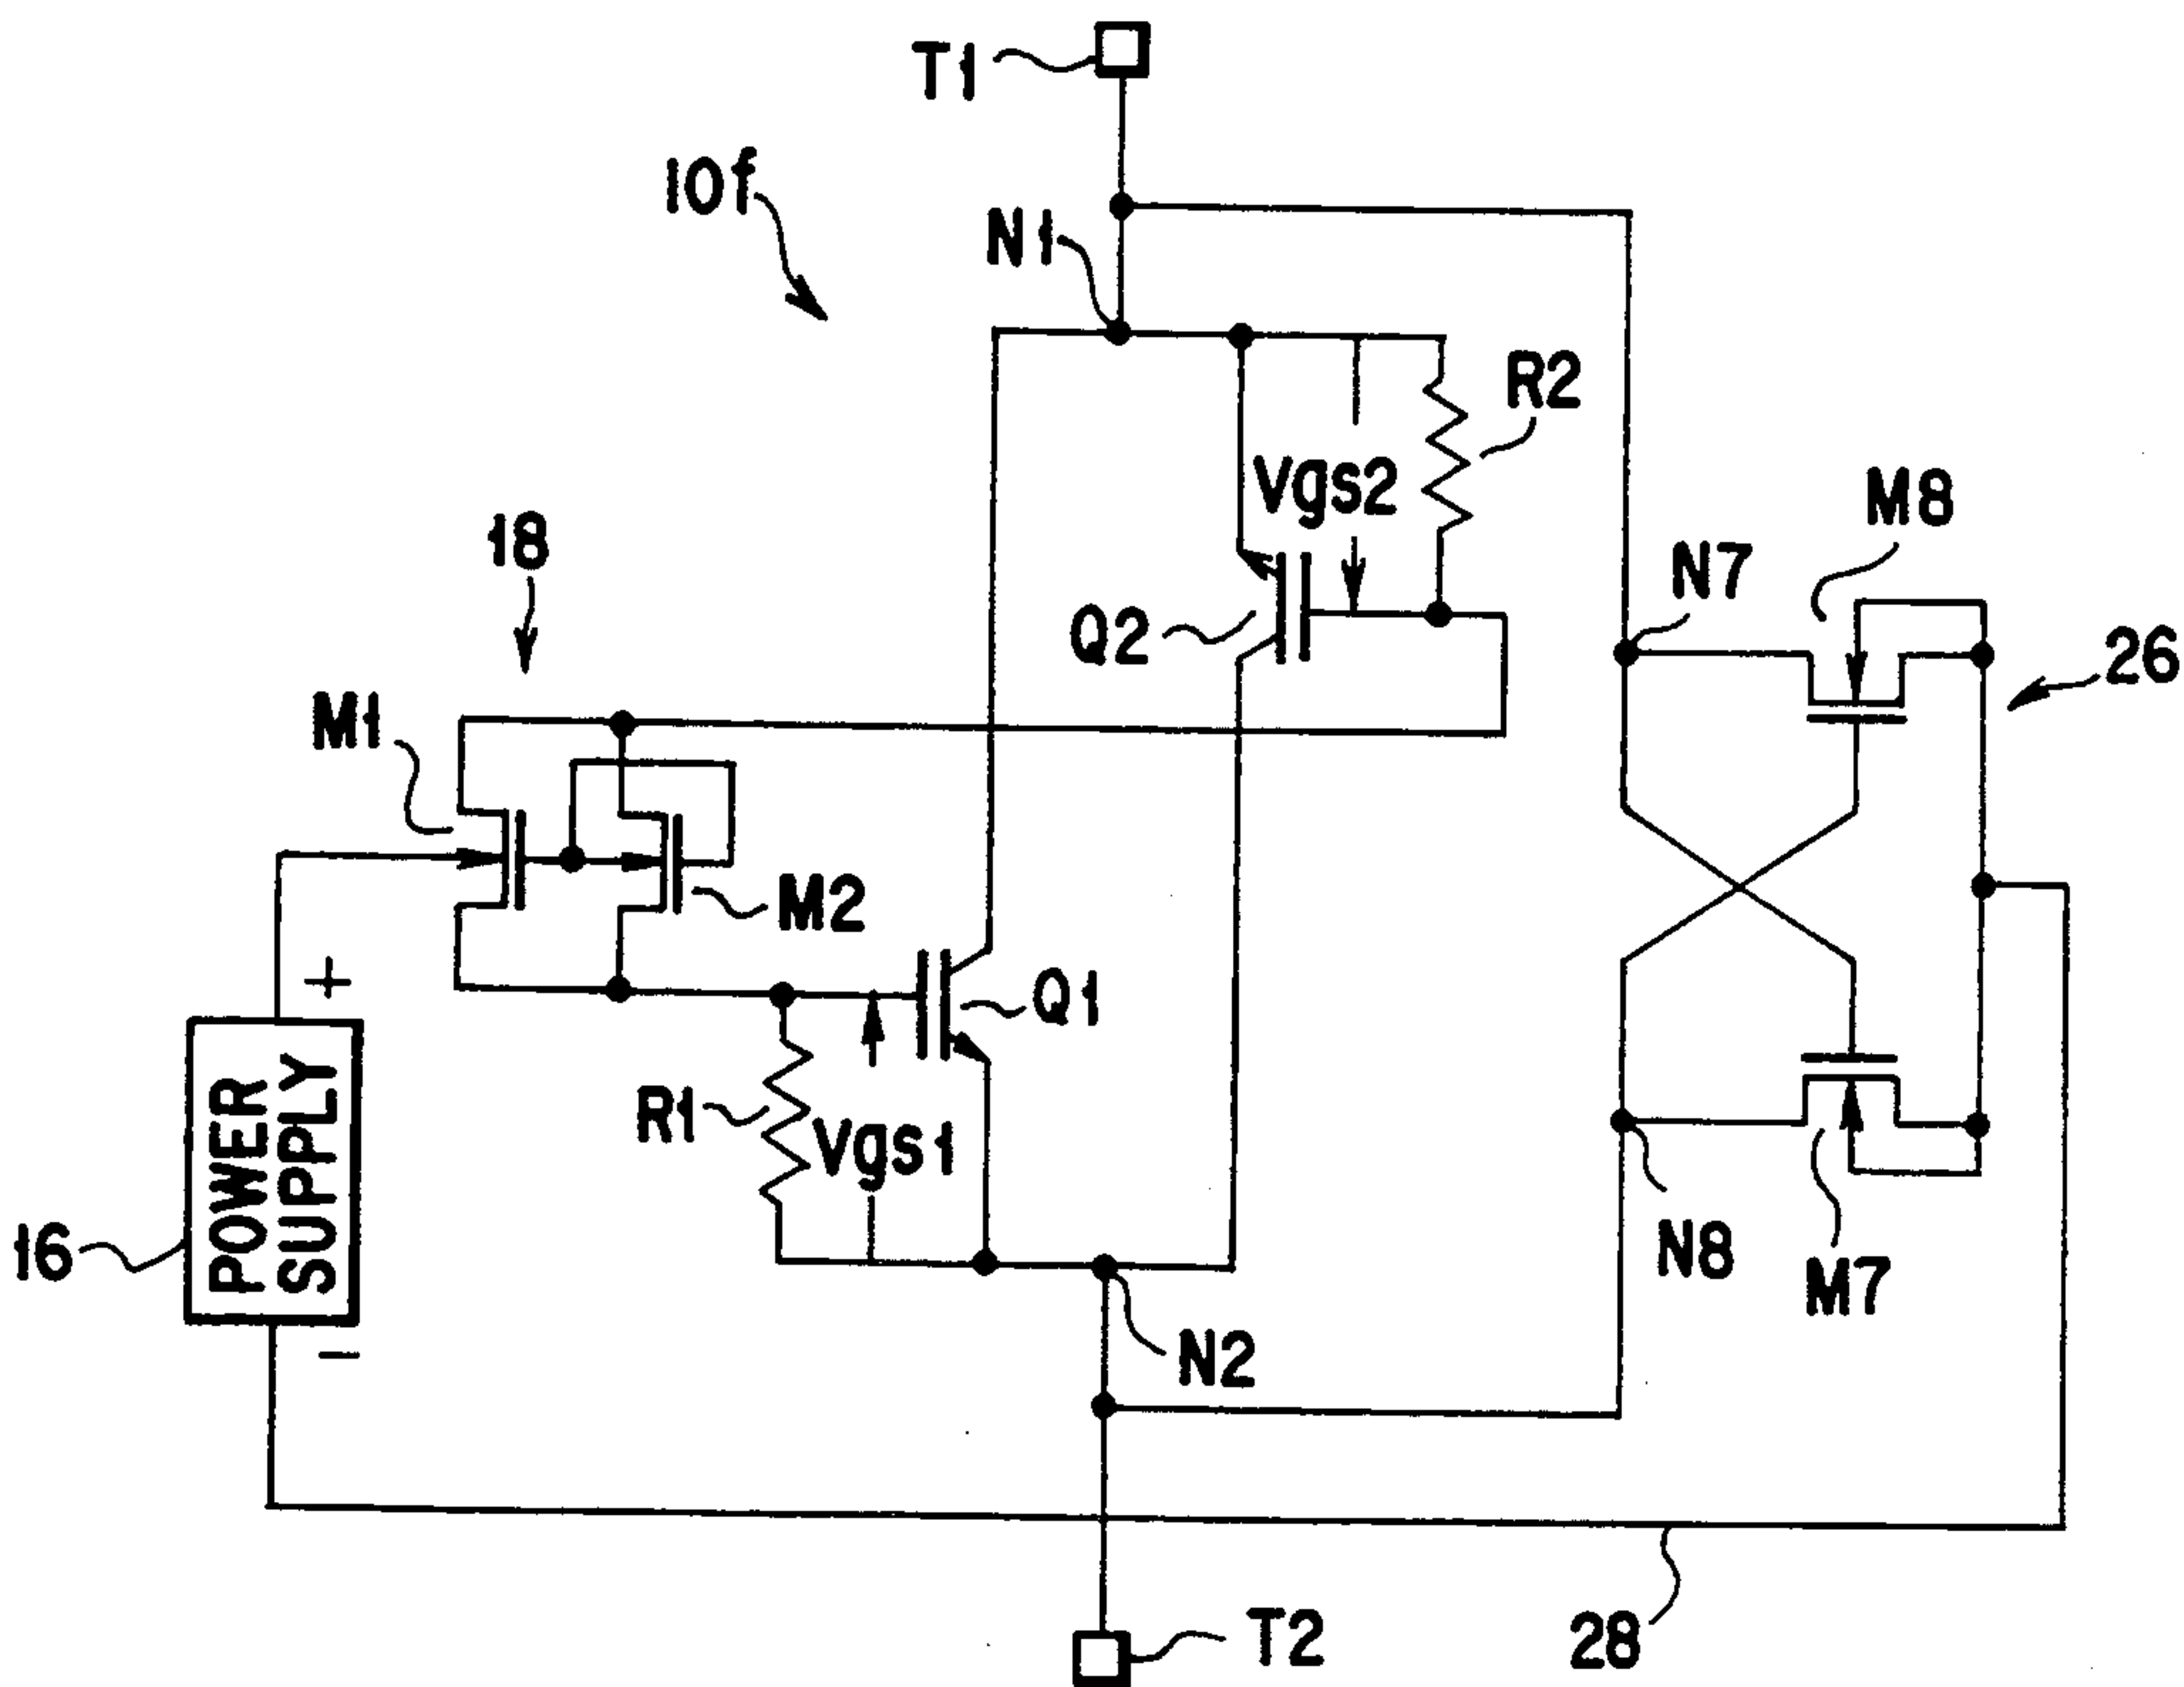 T1
10f
N1
R2
Vgs2
M8
18
N7
Q2
26
M1
M2
+
Q1
R1
Vgs1
POWER
SUPPLY
16
N8
M7
−
N2
28
T2